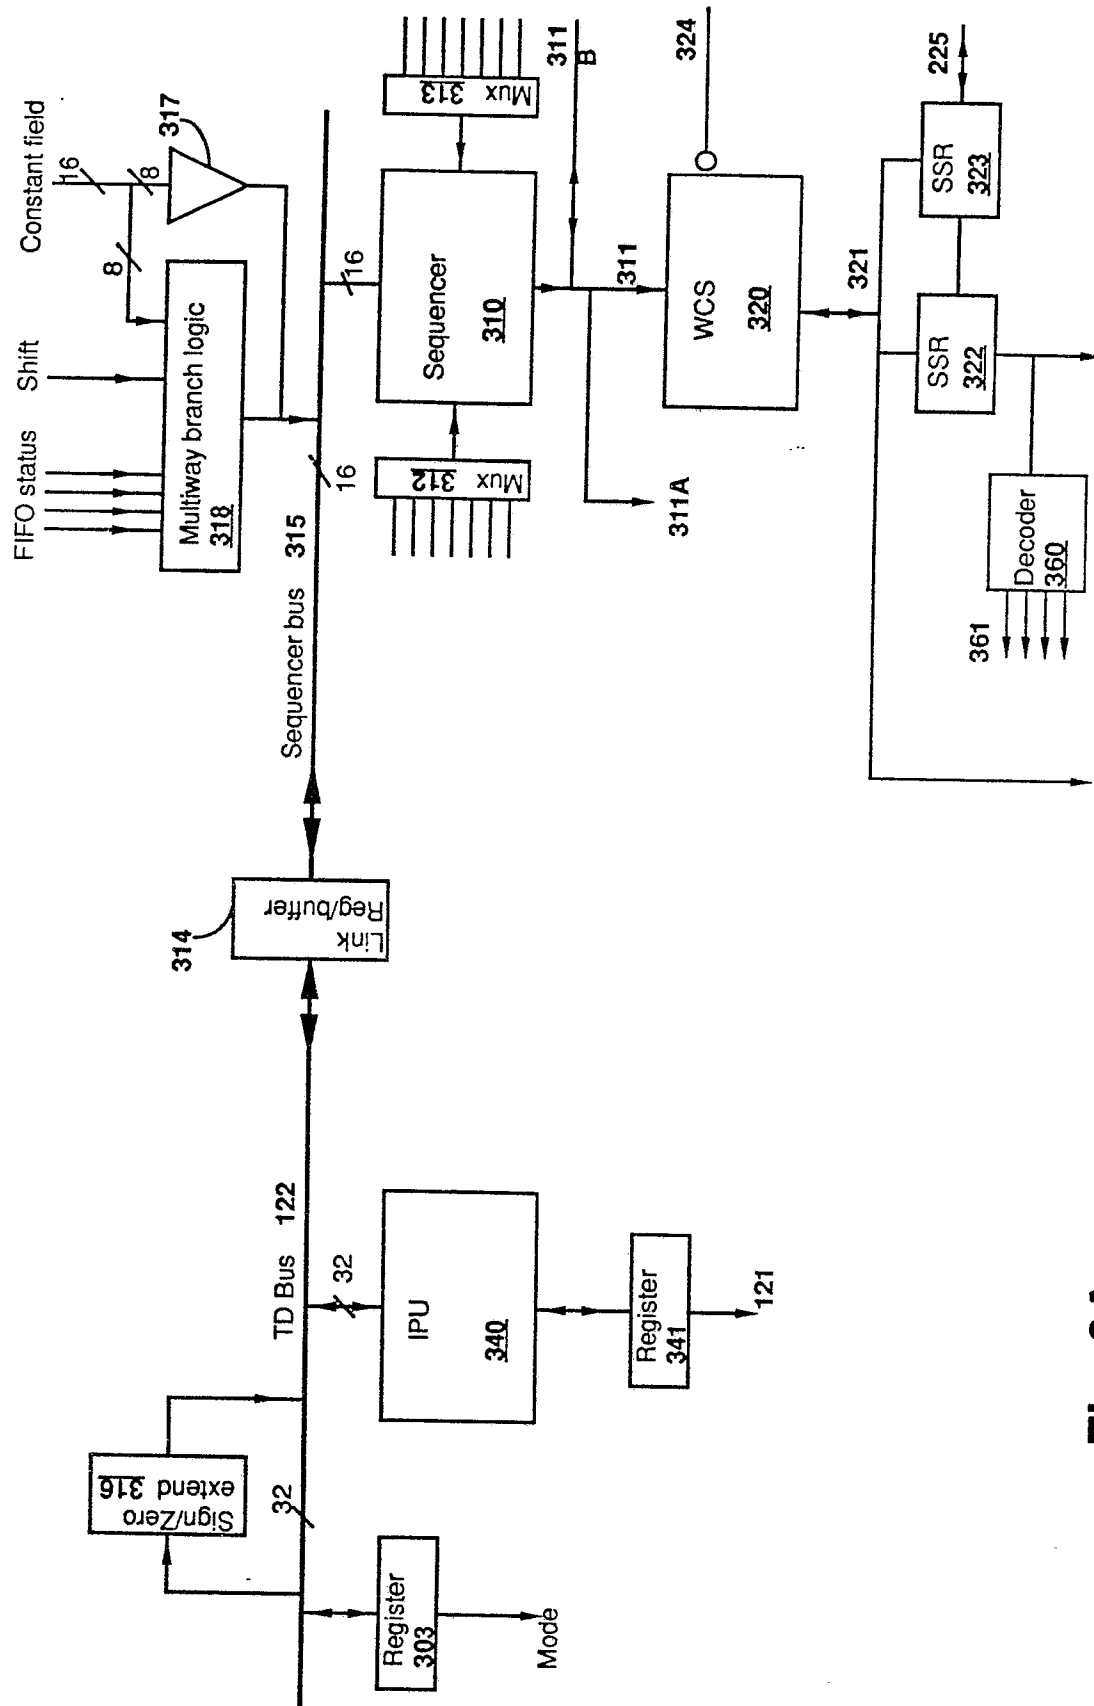 Constant field
16
8
317
8
Shift
FIFO status
Multiway branch logic
318
Sequencer bus 315
16
16
Mux
313
Sequencer
310
Mux
312
311
B
311
311A
324
WCS
320
321
225
SSR
323
SSR
322
Decoder
360
361
314
Link
Reg/buffer
TD Bus 122
32
32
IPU
340
Register
341
121
Sign/Zero
extend 316
Register
303
Mode